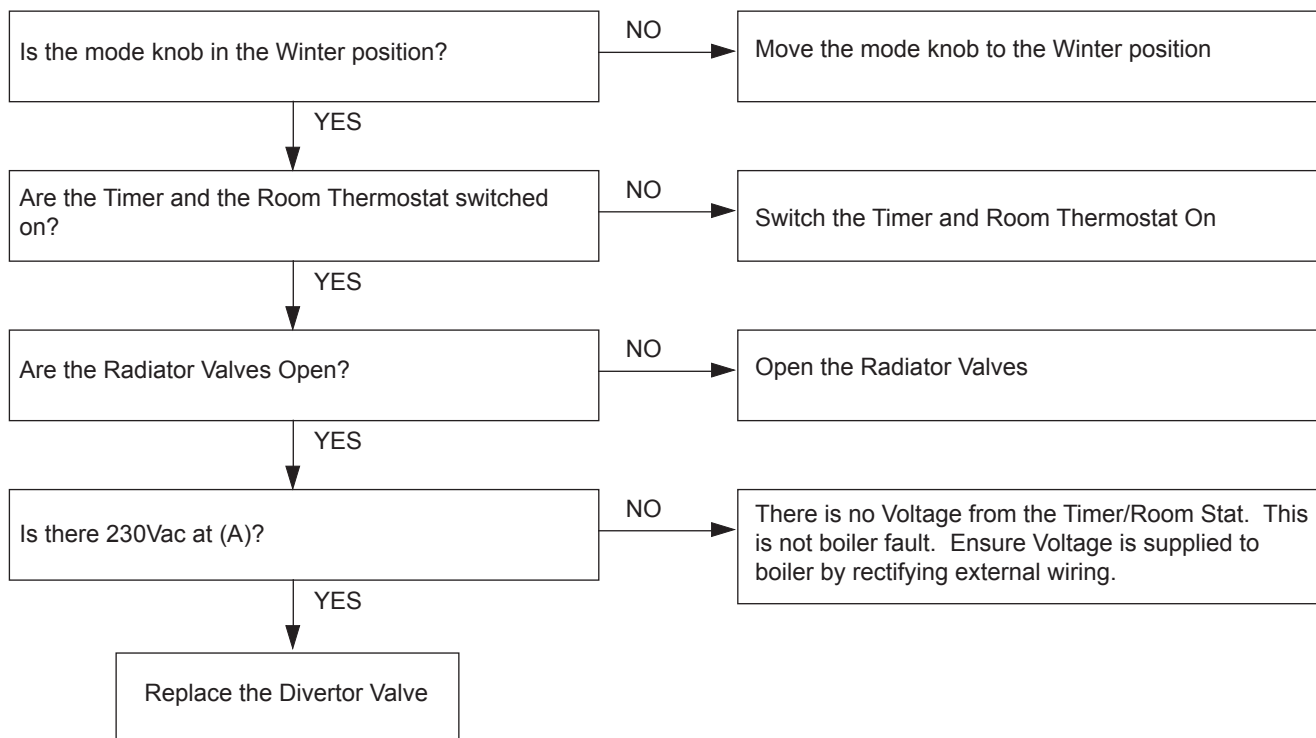 Is the mode knob in the Winter position?
NO
Move the mode knob to the Winter position
YES
Are the Timer and the Room Thermostat switched
on?
NO
Switch the Timer and Room Thermostat On
YES
Are the Radiator Valves Open?
NO
Open the Radiator Valves
YES
Is there 230Vac at (A)?
NO
There is no Voltage from the Timer/Room Stat.  This
is not boiler fault.  Ensure Voltage is supplied to
boiler by rectifying external wiring.
YES
Replace the Divertor Valve